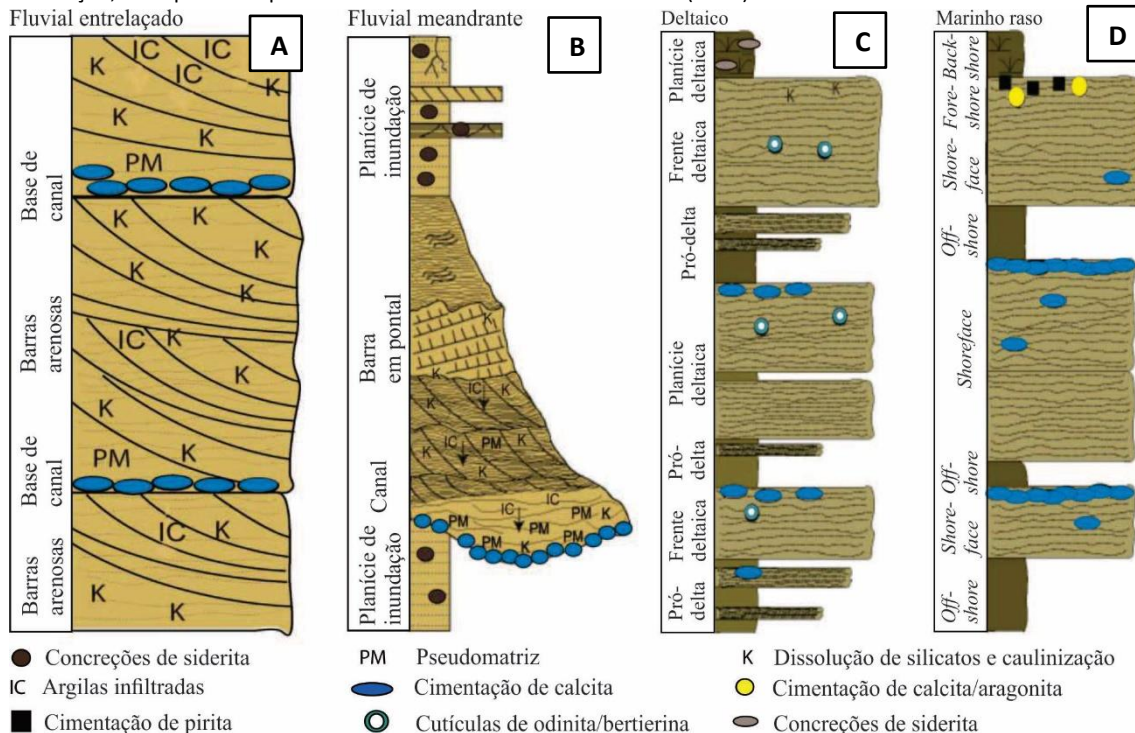 Fluvial entrelaçado
A
Base de canal
Barras arenosas
Base de canal
Barras arenosas
IC
IC
K
IC
K
K
K
PM
K
K
K
K
K
IC
K
K
K
PM
K
IC
K
K
K
Fluvial meandrante
B
Planície de inundação
Barra em pontal
Canal
Planície de inundação
K
K
IC
K
IC
PM
K
K
IC
PM
IC
PM
K
PM
PM
PM
K
PM
Deltaico
C
Planície deltaica
Frente deltaica
Pró-delta
Planície deltaica
Pró-delta
Frente deltaica
Pró-delta
K
K
Marinho raso
D
Fore- Back-
shore shore
Shore-
face
Off-
shore
Shoreface
Shore- Off-
face shore
Off-
shore
Concreções de siderita
PM Pseudomatriz
K Dissolução de silicatos e caulinização
IC Argilas infiltradas
Cimentação de calcita
Cimentação de calcita/aragonita
Cimentação de pirita
Cutículas de odinita/bertierina
Concreções de siderita